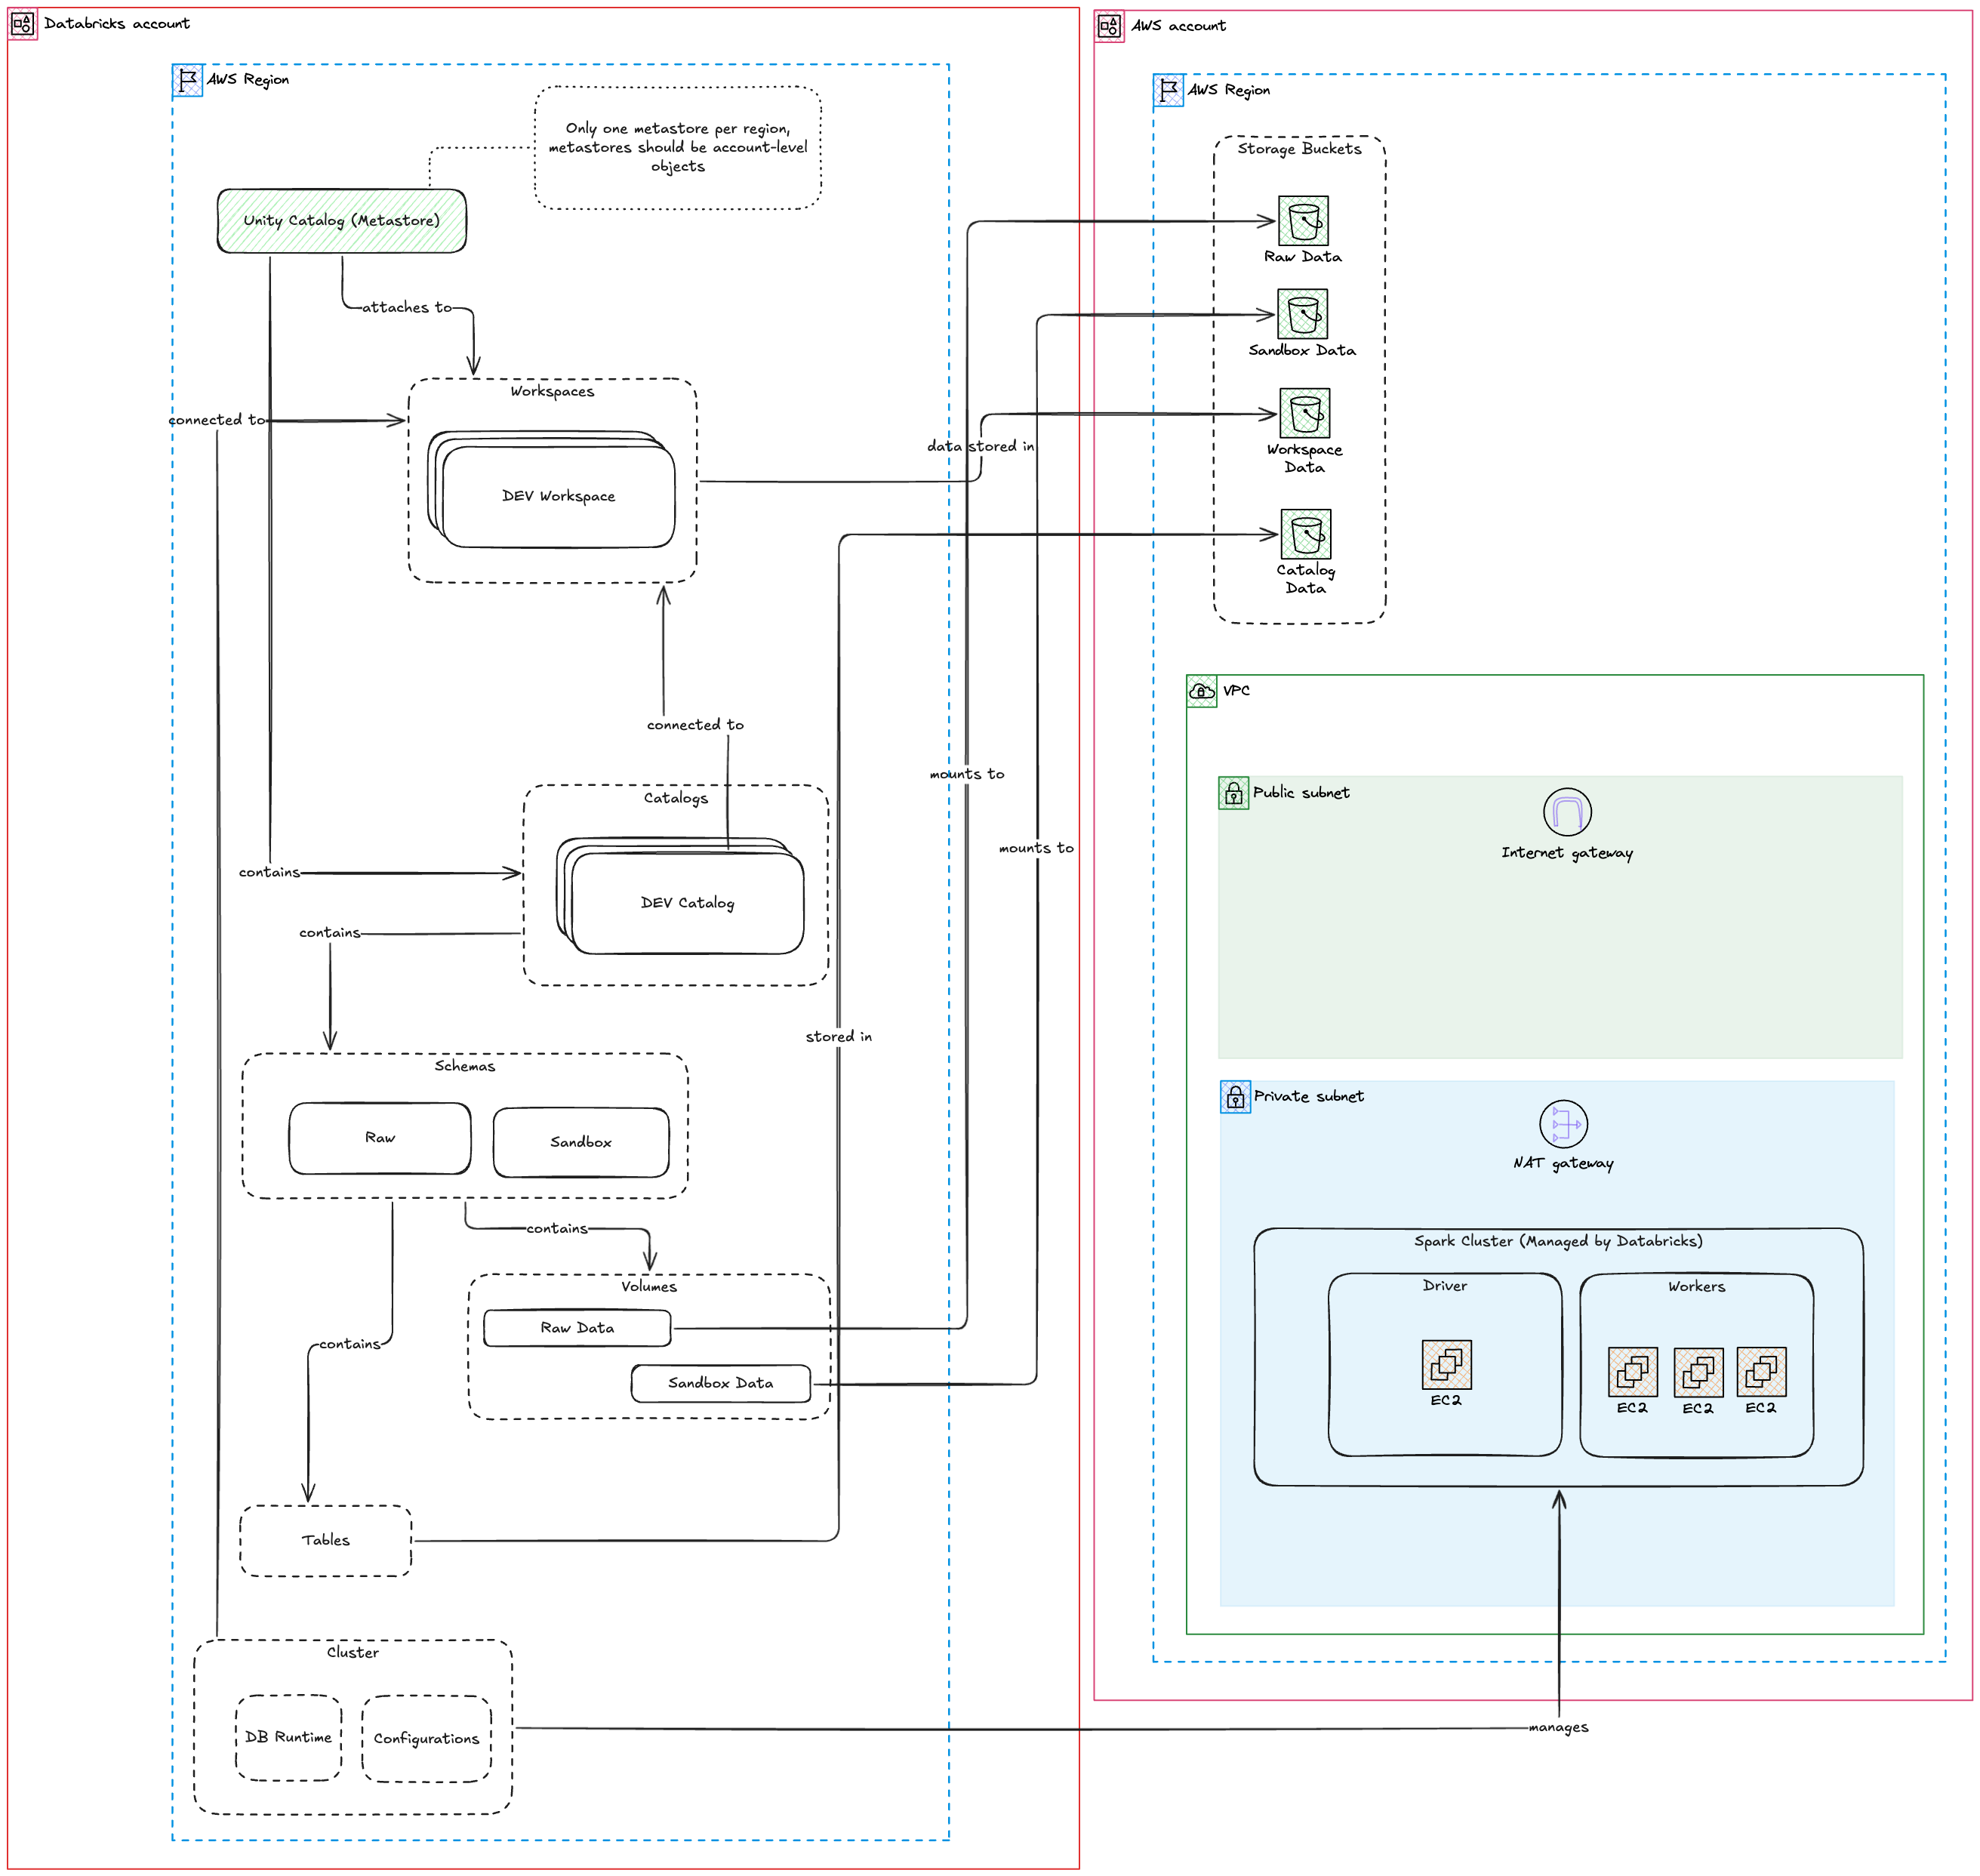 Databricks account
AWS Region
Only one metastore per region,
metastores should be account-level
objects
Unity Catalog (Metastore)
attaches to
Workspaces
connected to
DEV Workspace
data stored in
connected to
mounts to
Catalogs
mounts to
contains
DEV Catalog
contains
stored in
Schemas
Raw
Sandbox
contains
Volumes
Raw Data
contains
Sandbox Data
Tables
Cluster
DB Runtime
Configurations
manages
AWS account
AWS Region
Storage Buckets
Raw Data
Sandbox Data
Workspace
Data
Catalog
Data
VPC
Public subnet
Internet gateway
Private subnet
NAT gateway
Spark Cluster (Managed by Databricks)
Driver
Workers
EC2
EC2
EC2
EC2